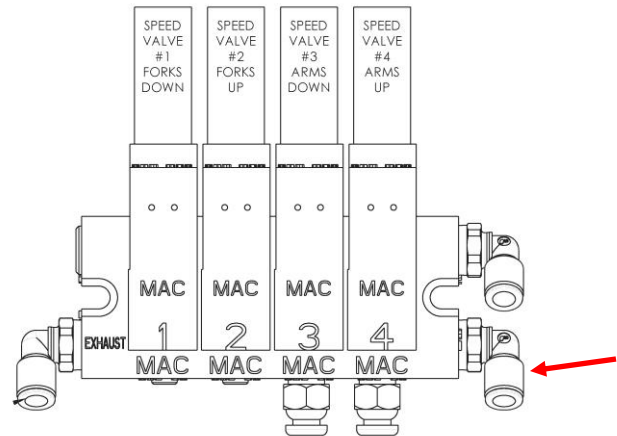 SPEED
VALVE
#1
FORKS
DOWN
SPEED
VALVE
#2
FORKS
UP
SPEED
VALVE
#3
ARMS
DOWN
SPEED
VALVE
#4
ARMS
UP
MAC
MAC
MAC
MAC
EXHAUST
1
2
3
4
MAC
MAC
MAC
MAC